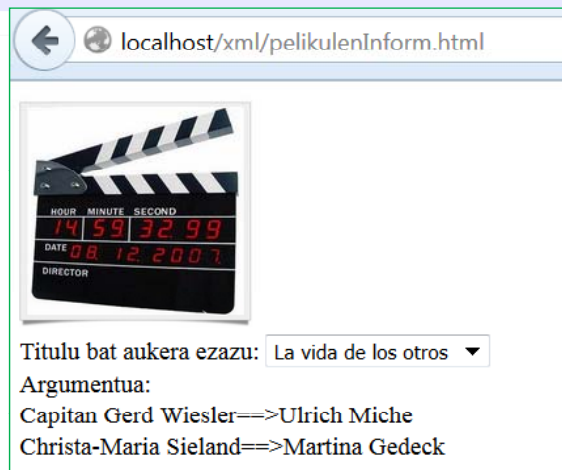 localhost/xml/pelikulenInform.html
HOUR MINUTE SECOND
14 59 32.99
DATE 08.12.2007.
DIRECTOR
Titulu bat aukera ezazu: La vida de los otros
Argumentua:
Capitan Gerd Wiesler==>Ulrich Miche
Christa-Maria Sieland==>Martina Gedeck